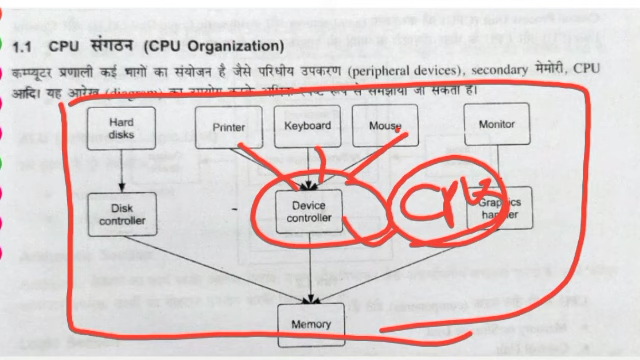 1.1 CPU संगठन (CPU Organization)
कम्प्यूटर प्रणाली कई भागों का संयोजन है जैसे परिधीय उपकरण (peripheral devices), secondary मेमोरी, CPU
आदि। यह आरेख (diagram) का उपयोग करके अधिक स्पष्ट रूप से समझाया जा सकता है।
Hard disks
Printer
Keyboard
Mouse
Monitor
Disk controller
Device controller
CPU
Graphics handler
Memory